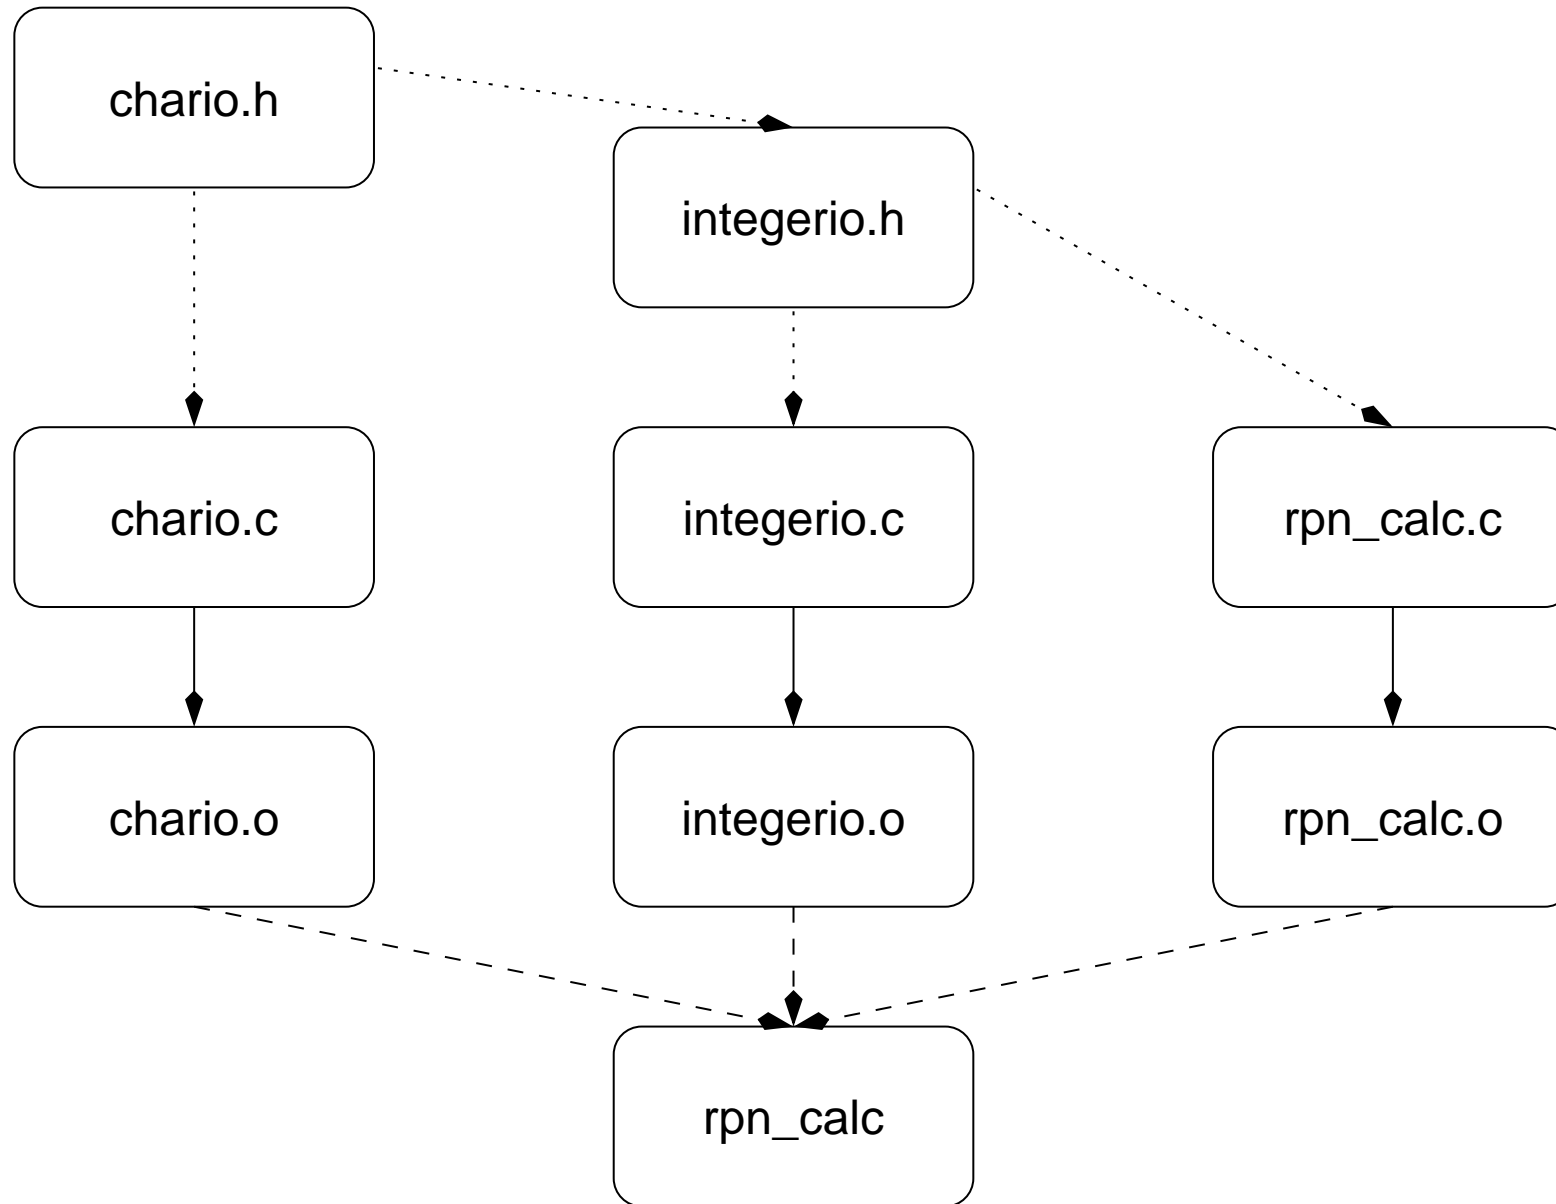 chario.h
integerio.h
chario.c
integerio.c
rpn_calc.c
chario.o
integerio.o
rpn_calc.o
rpn_calc